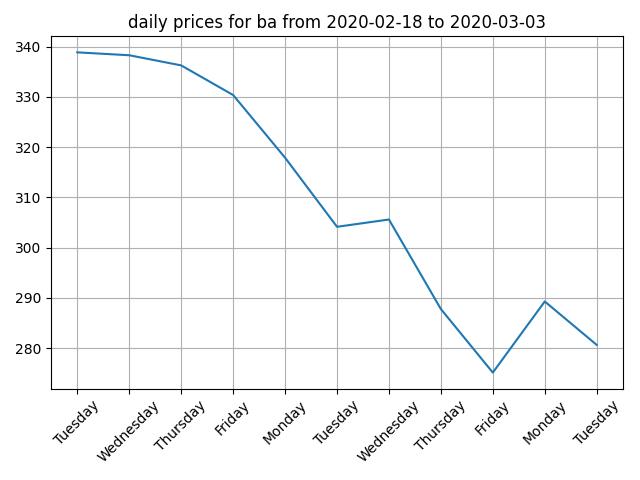 daily prices for ba from 2020-02-18 to 2020-03-03
340
330
320
310
300
290
280
Tuesday
Wednesday
Thursday
Friday
Monday
Tuesday
Wednesday
Thursday
Friday
Monday
Tuesday